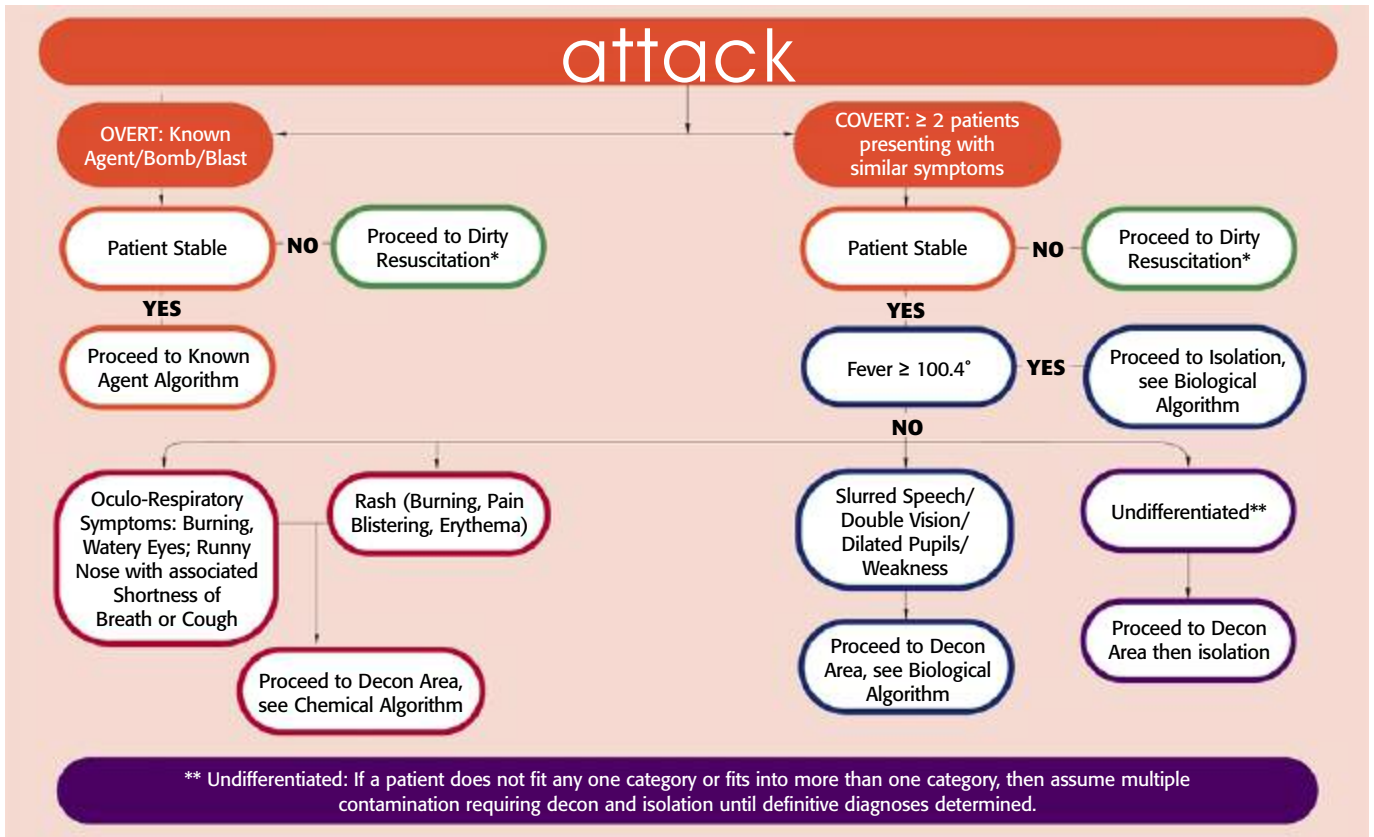 attack
OVERT: Known
Agent/Bomb/Blast
COVERT: ≥ 2 patients
presenting with
similar symptoms
Patient Stable
NO
Proceed to Dirty
Resuscitation*
Patient Stable
NO
Proceed to Dirty
Resuscitation*
YES
YES
Proceed to Known
Agent Algorithm
Fever ≥ 100.4°
YES
Proceed to Isolation,
see Biological
Algorithm
NO
Oculo-Respiratory
Symptoms: Burning,
Watery Eyes; Runny
Nose with associated
Shortness of
Breath or Cough
Rash (Burning, Pain
Blistering, Erythema)
Slurred Speech/
Double Vision/
Dilated Pupils/
Weakness
Undifferentiated**
Proceed to Decon Area,
see Chemical Algorithm
Proceed to Decon
Area, see Biological
Algorithm
Proceed to Decon
Area then isolation
** Undifferentiated: If a patient does not fit any one category or fits into more than one category, then assume multiple
contamination requiring decon and isolation until definitive diagnoses determined.